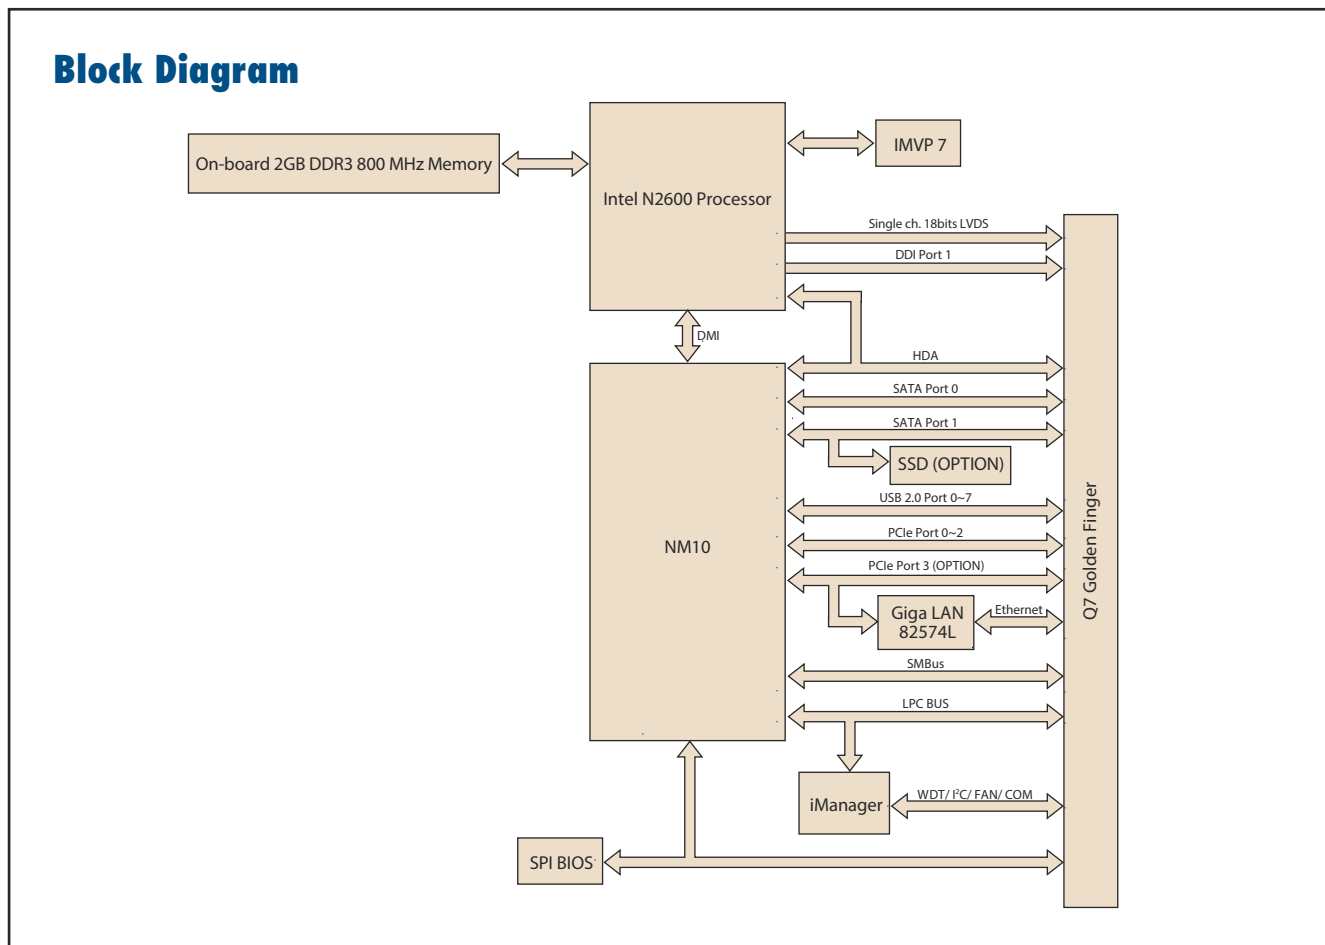 Block Diagram
On-board 2GB DDR3 800 MHz Memory
IMVP 7
Intel N2600 Processor
Single ch. 18bits LVDS
DDI Port 1
DMI
HDA
SATA Port 0
SATA Port 1
SSD (OPTION)
USB 2.0 Port 0~7
NM10
PCIe Port 0~2
PCIe Port 3 (OPTION)
Giga LAN
82574L
Ethernet
Q7 Golden Finger
SMBus
LPC BUS
iManager
WDT/ I²C/ FAN/ COM
SPI BIOS